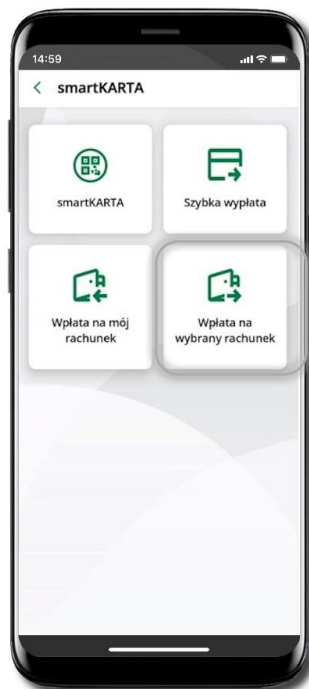 14:59
smartKARTA
smartKARTA
Szybka wypłata
Wpłata na mój
rachunek
Wpłata na
wybrany rachunek